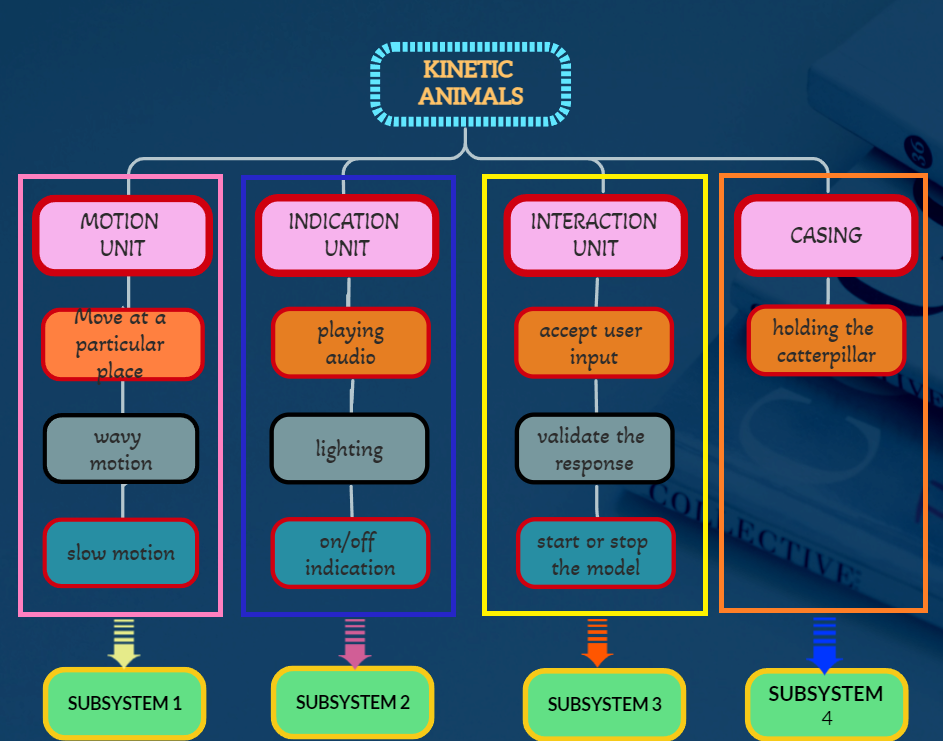 KINETIC
ANIMALS
MOTION
UNIT
Move at a
particular
place
wavy
motion
slow motion
SUBSYSTEM 1
INDICATION
UNIT
playing
audio
lighting
on/off
indication
SUBSYSTEM 2
INTERACTION
UNIT
accept user
input
validate the
response
start or stop
the model
SUBSYSTEM 3
CASING
holding the
catterpillar
SUBSYSTEM
4
36
COLLECTIVE